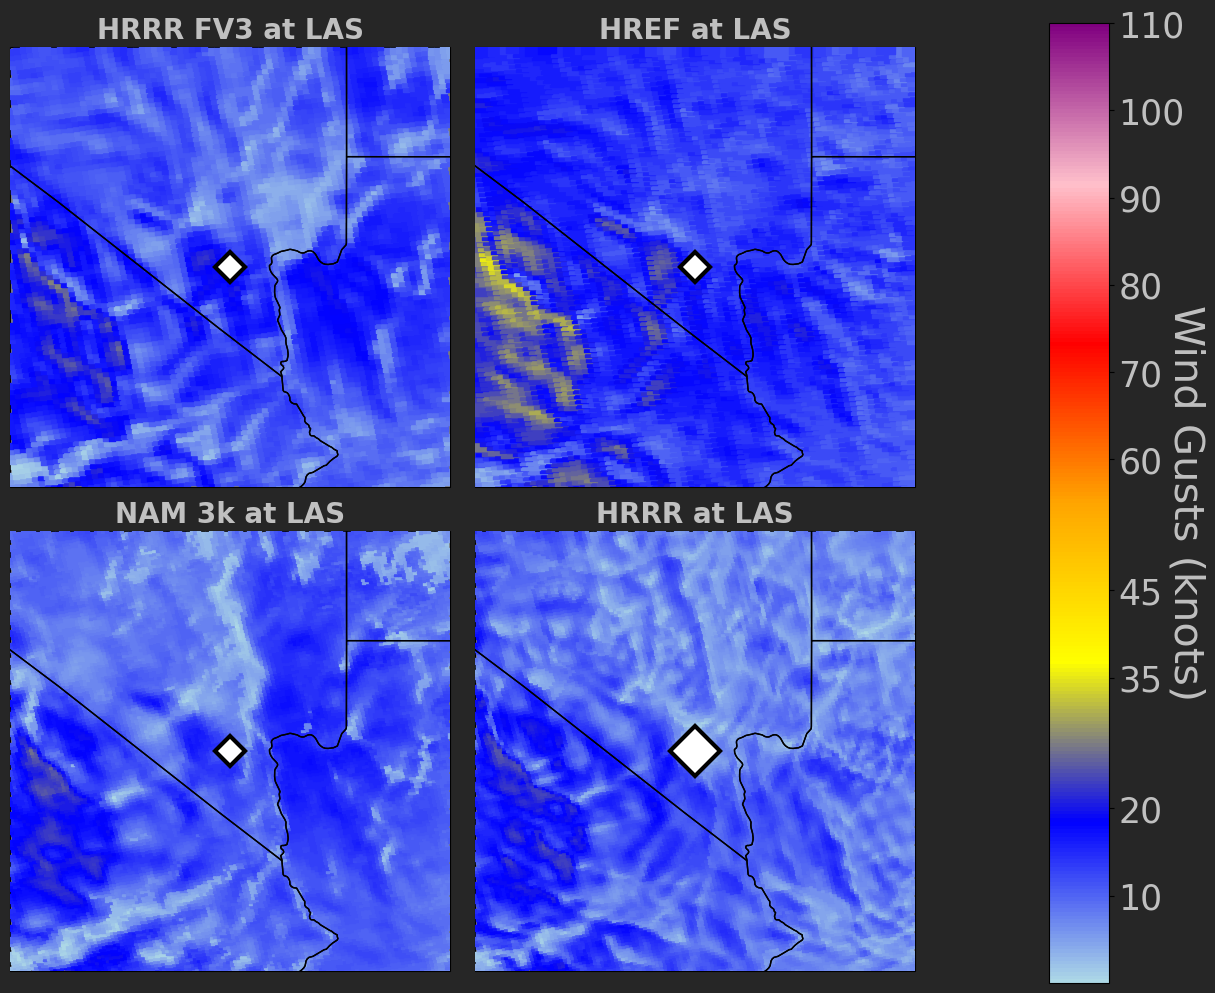 HRRR FV3 at LAS
HREF at LAS
NAM 3k at LAS
HRRR at LAS
110
100
90
80
70
60
45
35
20
10
Wind Gusts (knots)